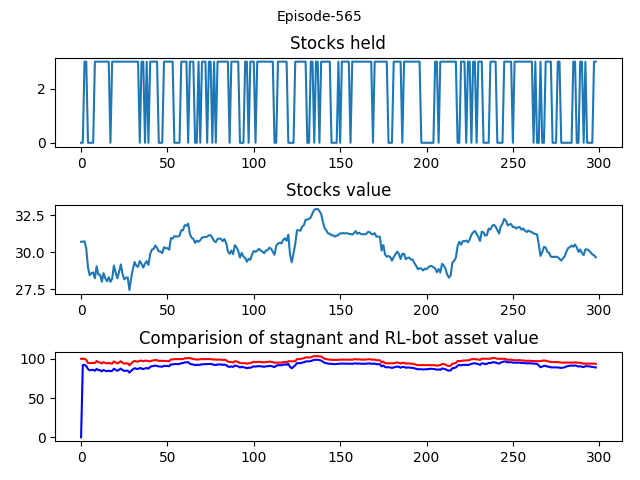 Episode-565
Stocks held
2
0
0 50 100 150 200 250 300
Stocks value
32.5
30.0
27.5
0 50 100 150 200 250 300
Comparision of stagnant and RL-bot asset value
100
50
0
0 50 100 150 200 250 300